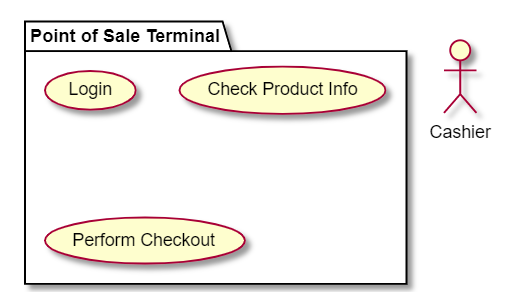 Point of Sale Terminal
Login
Check Product Info
Cashier
Perform Checkout